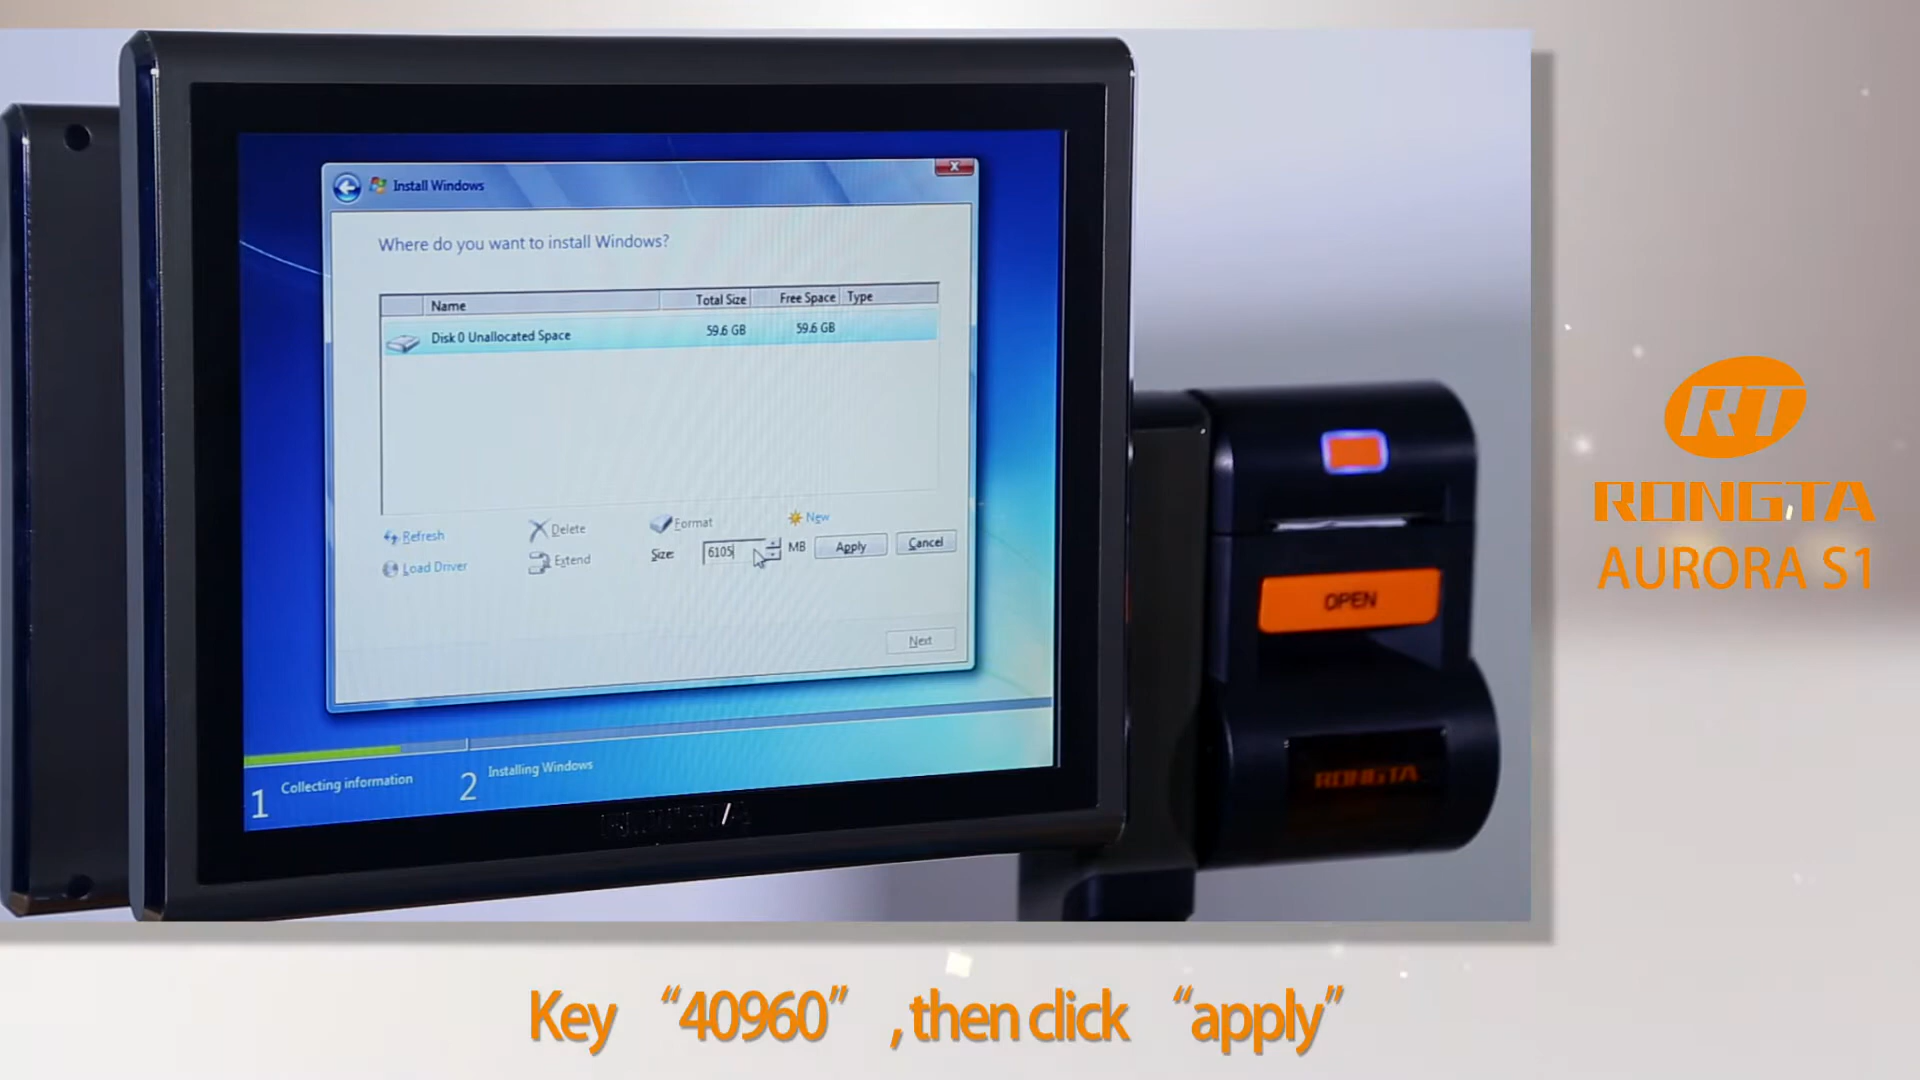 Install Windows
Where do you want to install Windows?
Name Total Size Free Space Type
Disk 0 Unallocated Space 59.6 GB 59.6 GB
Refresh Delete Format New
Load Driver Extend Size: 6105 MB Apply Cancel
Next
1 Collecting information 2 Installing Windows
OPEN
RONGTA
RT
RONGTA
AURORA S1
Key “40960” , then click “apply”